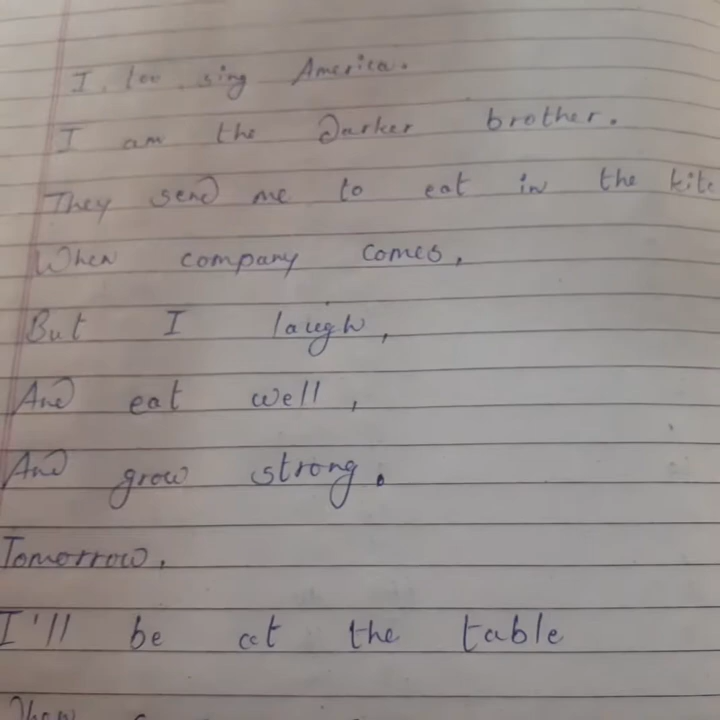 I too sing America.
I am the darker brother.
They send me to eat in the
When company comes,
But I laugh,
And eat well,
And grow strong.
Tomorrow,
I'll be at the table